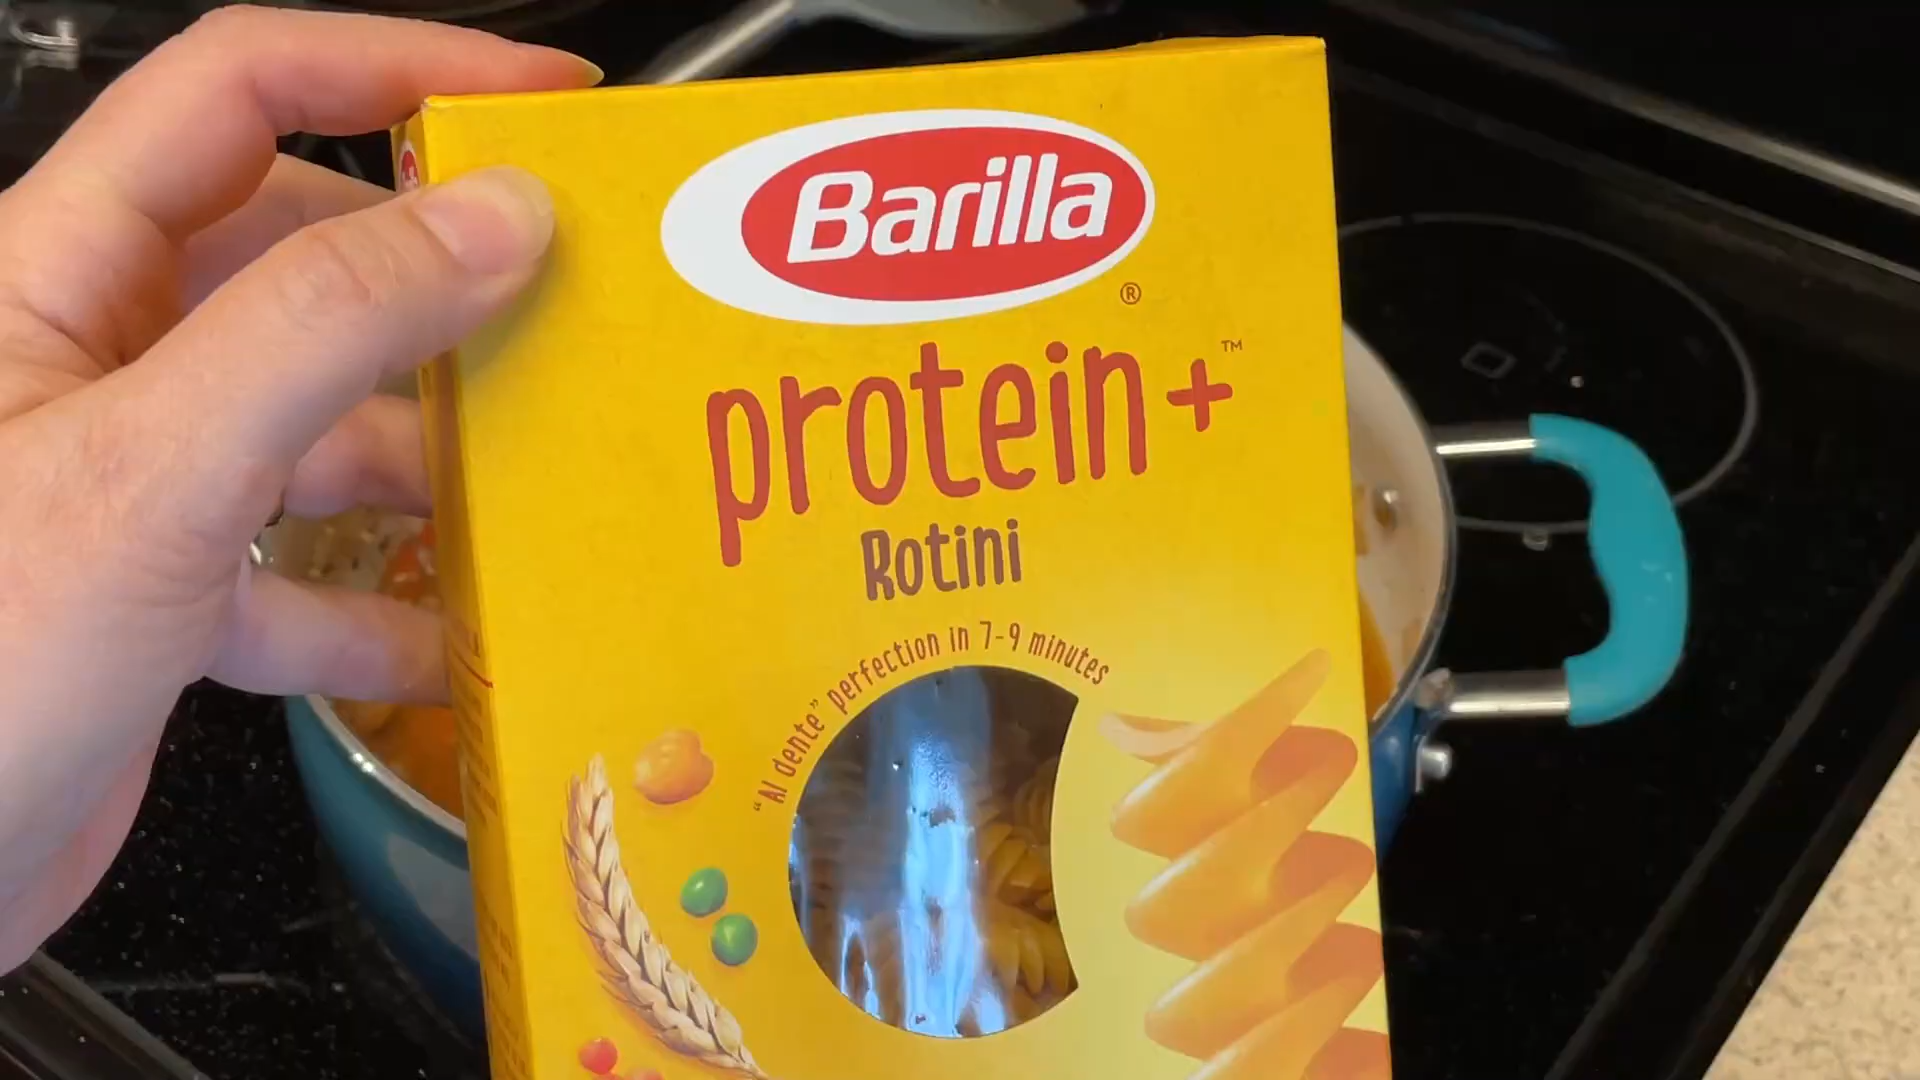 Barilla
®
protein+™
Rotini
"Al dente" perfection in 7-9 minutes